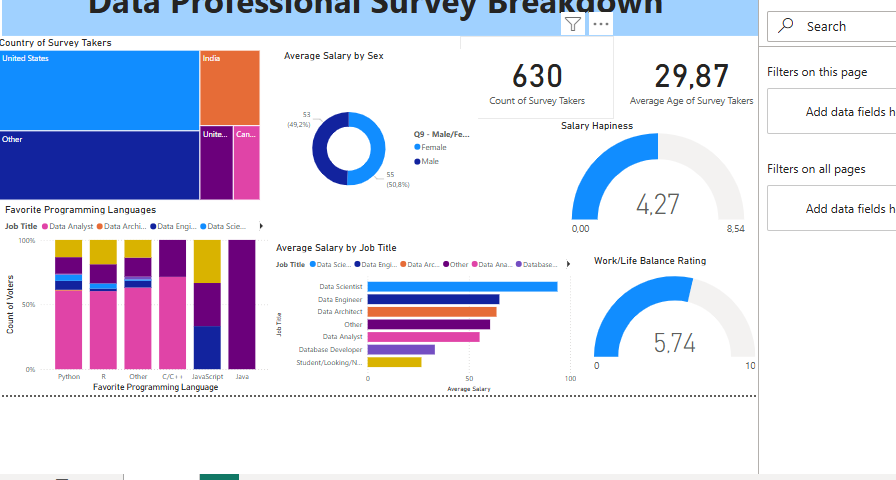 Data Professional Survey Breakdown
Country of Survey Takers
United States
India
Other
Unite...
Can...
Average Salary by Sex
53
(49,2%)
55
(50,8%)
Q9 - Male/Fe...
Female
Male
630
Count of Survey Takers
29,87
Average Age of Survey Takers
Salary Hapiness
4,27
0,00
8,54
Favorite Programming Languages
Job Title Data Analyst Data Archi... Data Engi... Data Scie...
100%
50%
0%
Count of Voters
Python R Other C/C++ JavaScript Java
Favorite Programming Language
Average Salary by Job Title
Job Title Data Scie... Data Engi... Data Arc... Other Data Ana... Database...
Job Title
Data Scientist
Data Engineer
Data Architect
Other
Data Analyst
Database Developer
Student/Looking/N...
0 50 100
Average Salary
Work/Life Balance Rating
5,74
0
10
Search
Filters on this page
Add data fields h
Filters on all pages
Add data fields h